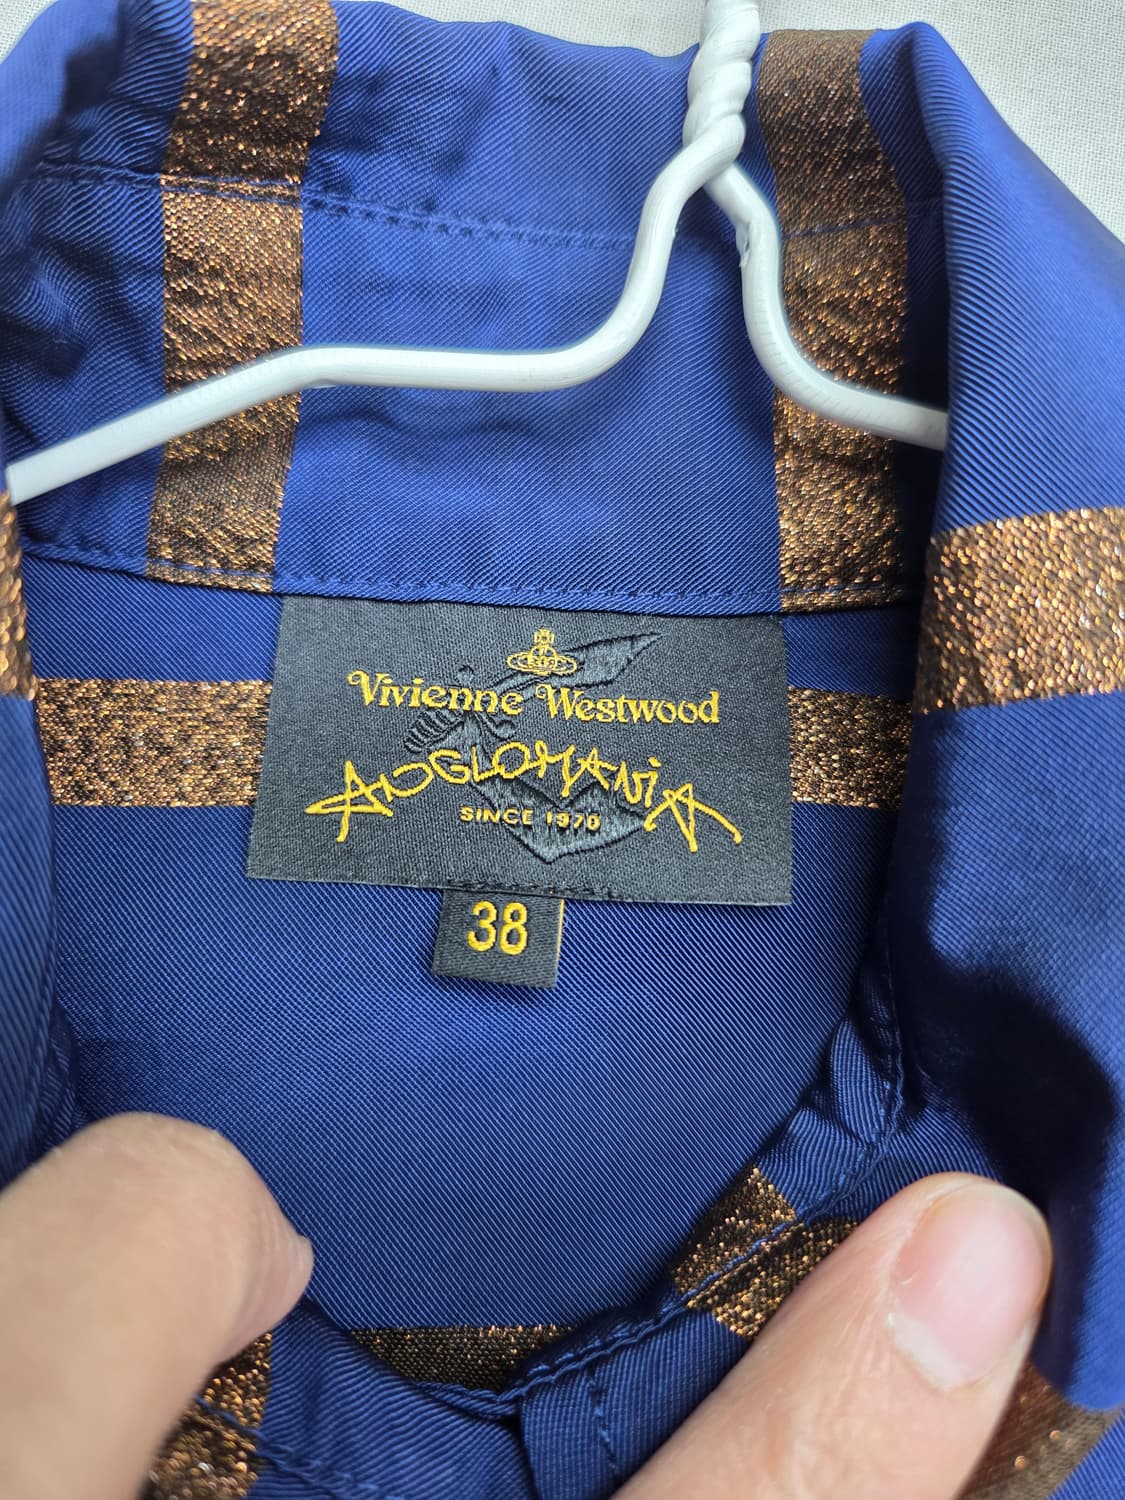 Vivienne Westwood
ANGLOMANIA
SINCE 1970
38